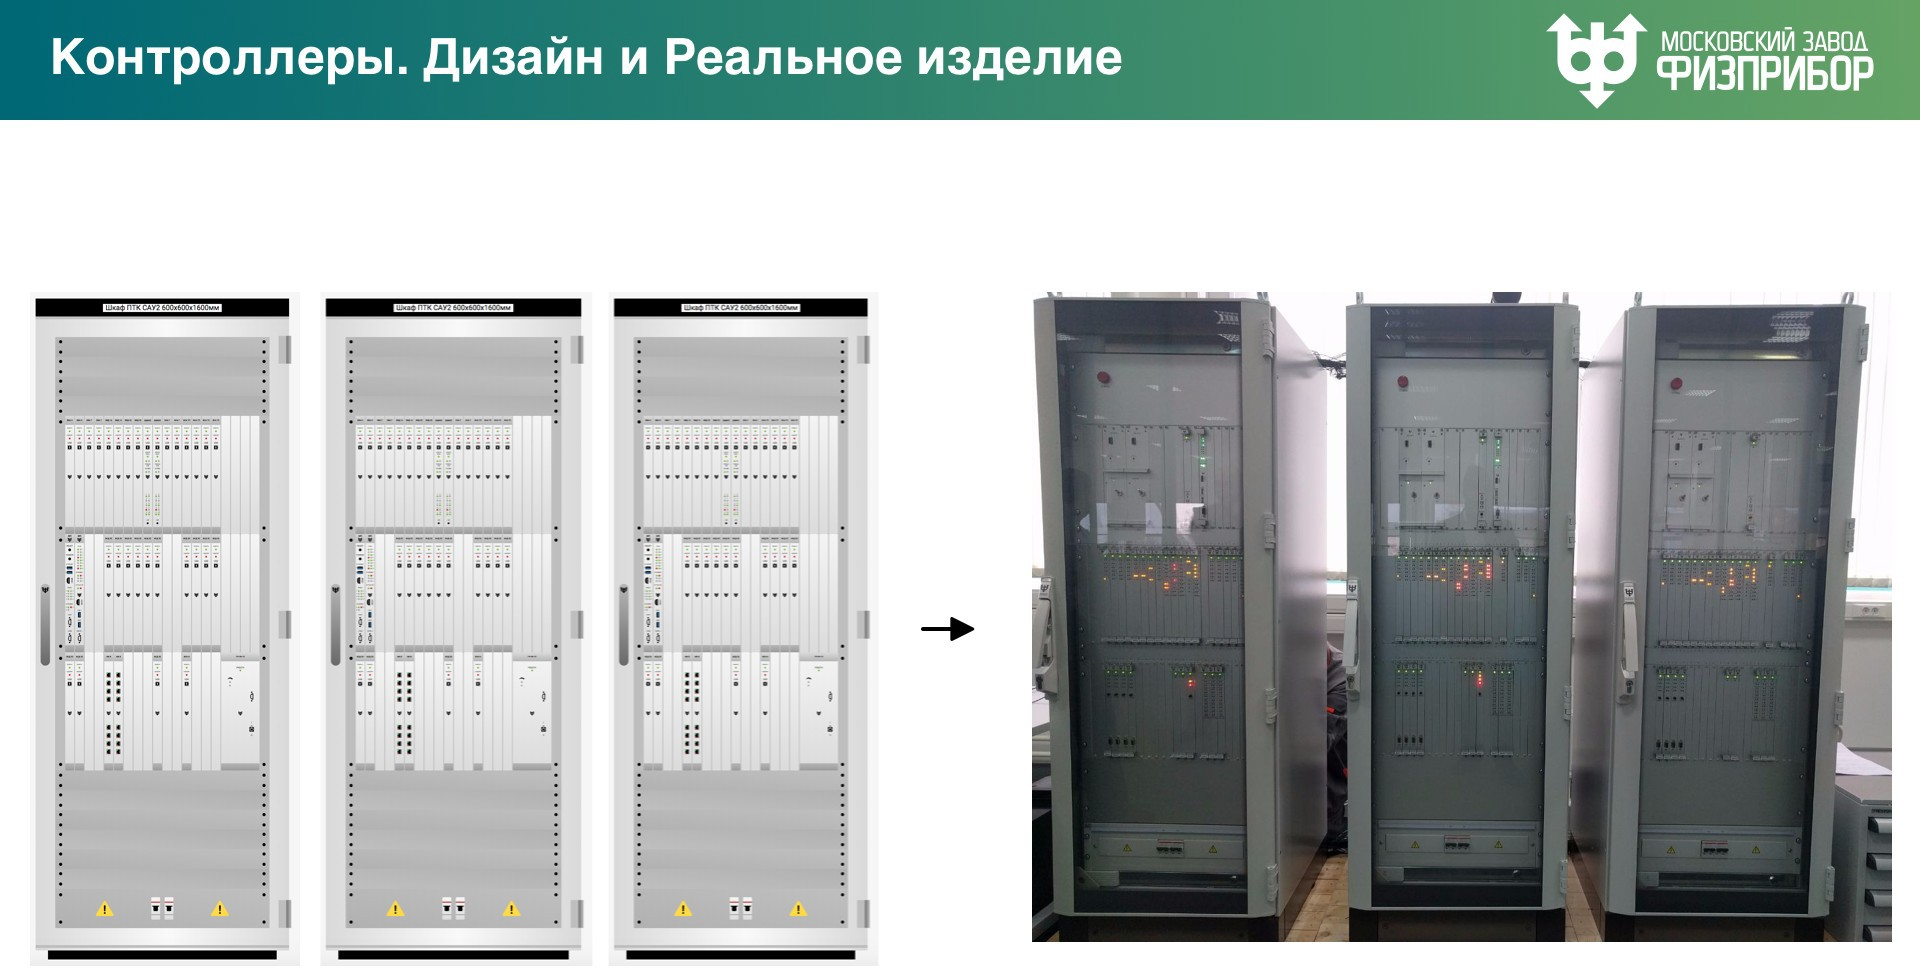 Контроллеры. Дизайн и Реальное изделие
МОСКОВСКИЙ ЗАВОД
ФИЗПРИБОР
Шкаф ПТК САУ2 600х600х1600мм
Шкаф ПТК САУ2 600х600х1600мм
Шкаф ПТК САУ2 600х600х1600мм